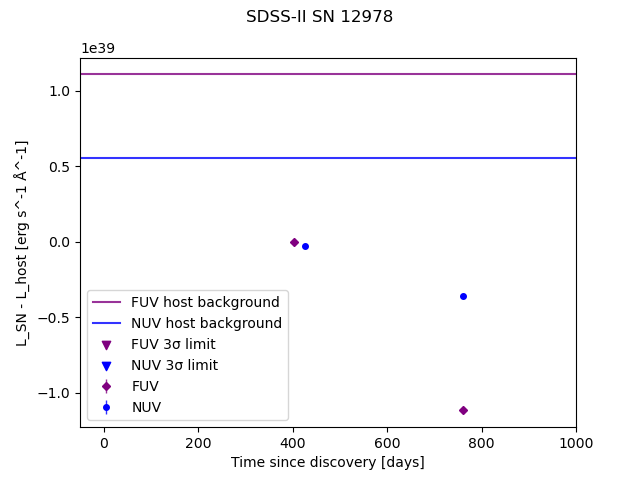 SDSS-II SN 12978
1e39
1.0
0.5
0.0
−0.5
−1.0
L_SN - L_host [erg s^-1 Å^-1]
FUV host background
NUV host background
FUV 3σ limit
NUV 3σ limit
FUV
NUV
0 200 400 600 800 1000
Time since discovery [days]